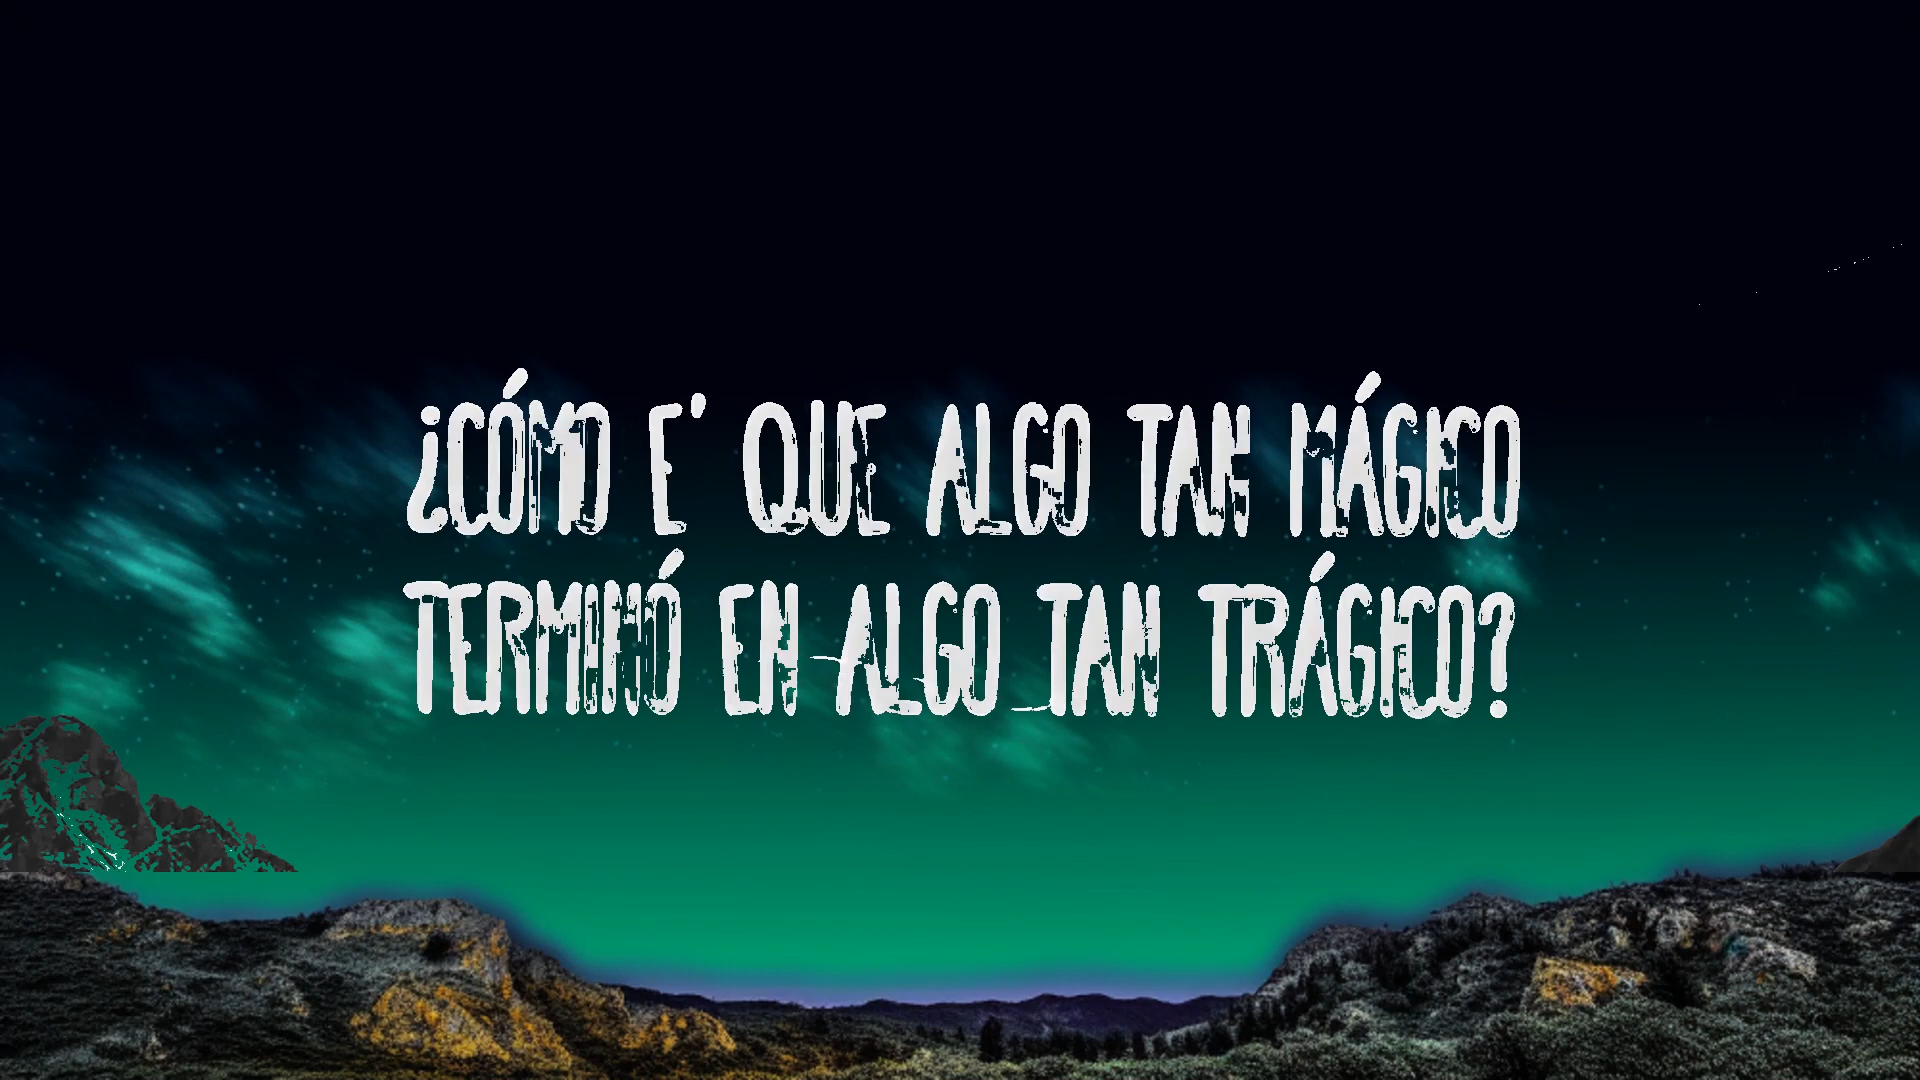 ¿CÓMO E' QUE ALGO TAN MÁGICO
TERMINÓ EN ALGO TAN TRÁGICO?